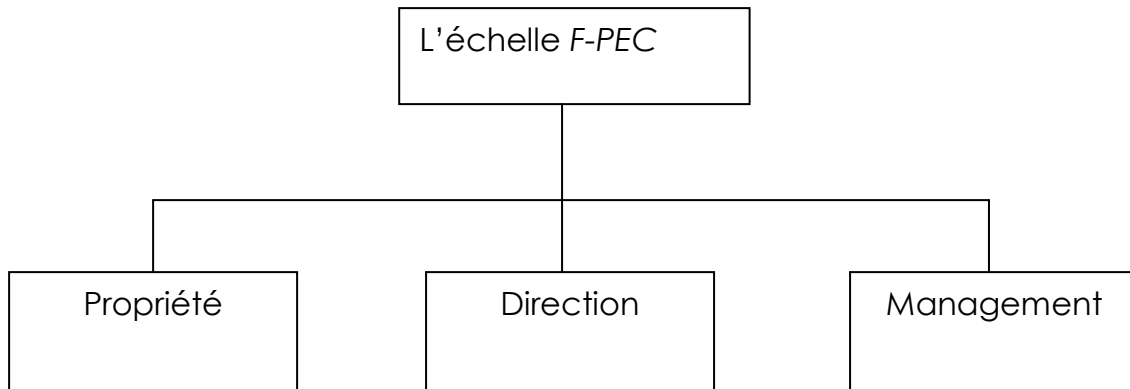 L’échelle F-PEC
Propriété
Direction
Management